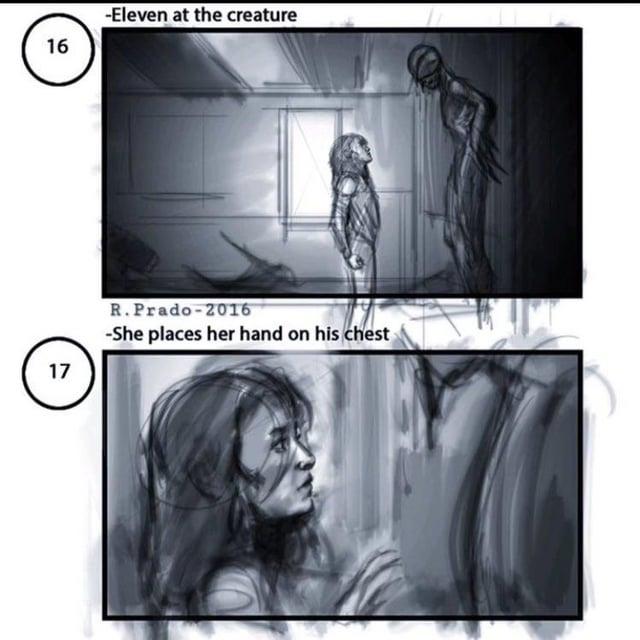 16
-Eleven at the creature
R.Prado-2016
-She places her hand on his chest
17